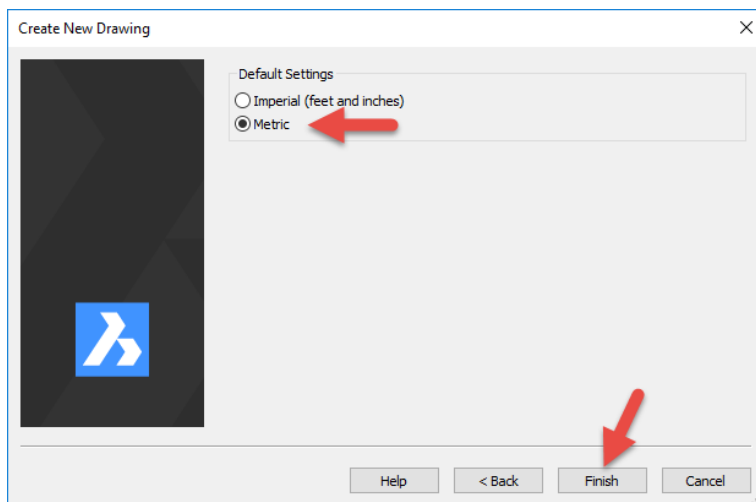 Create New Drawing
Default Settings
Imperial (feet and inches)
Metric
Help
< Back
Finish
Cancel